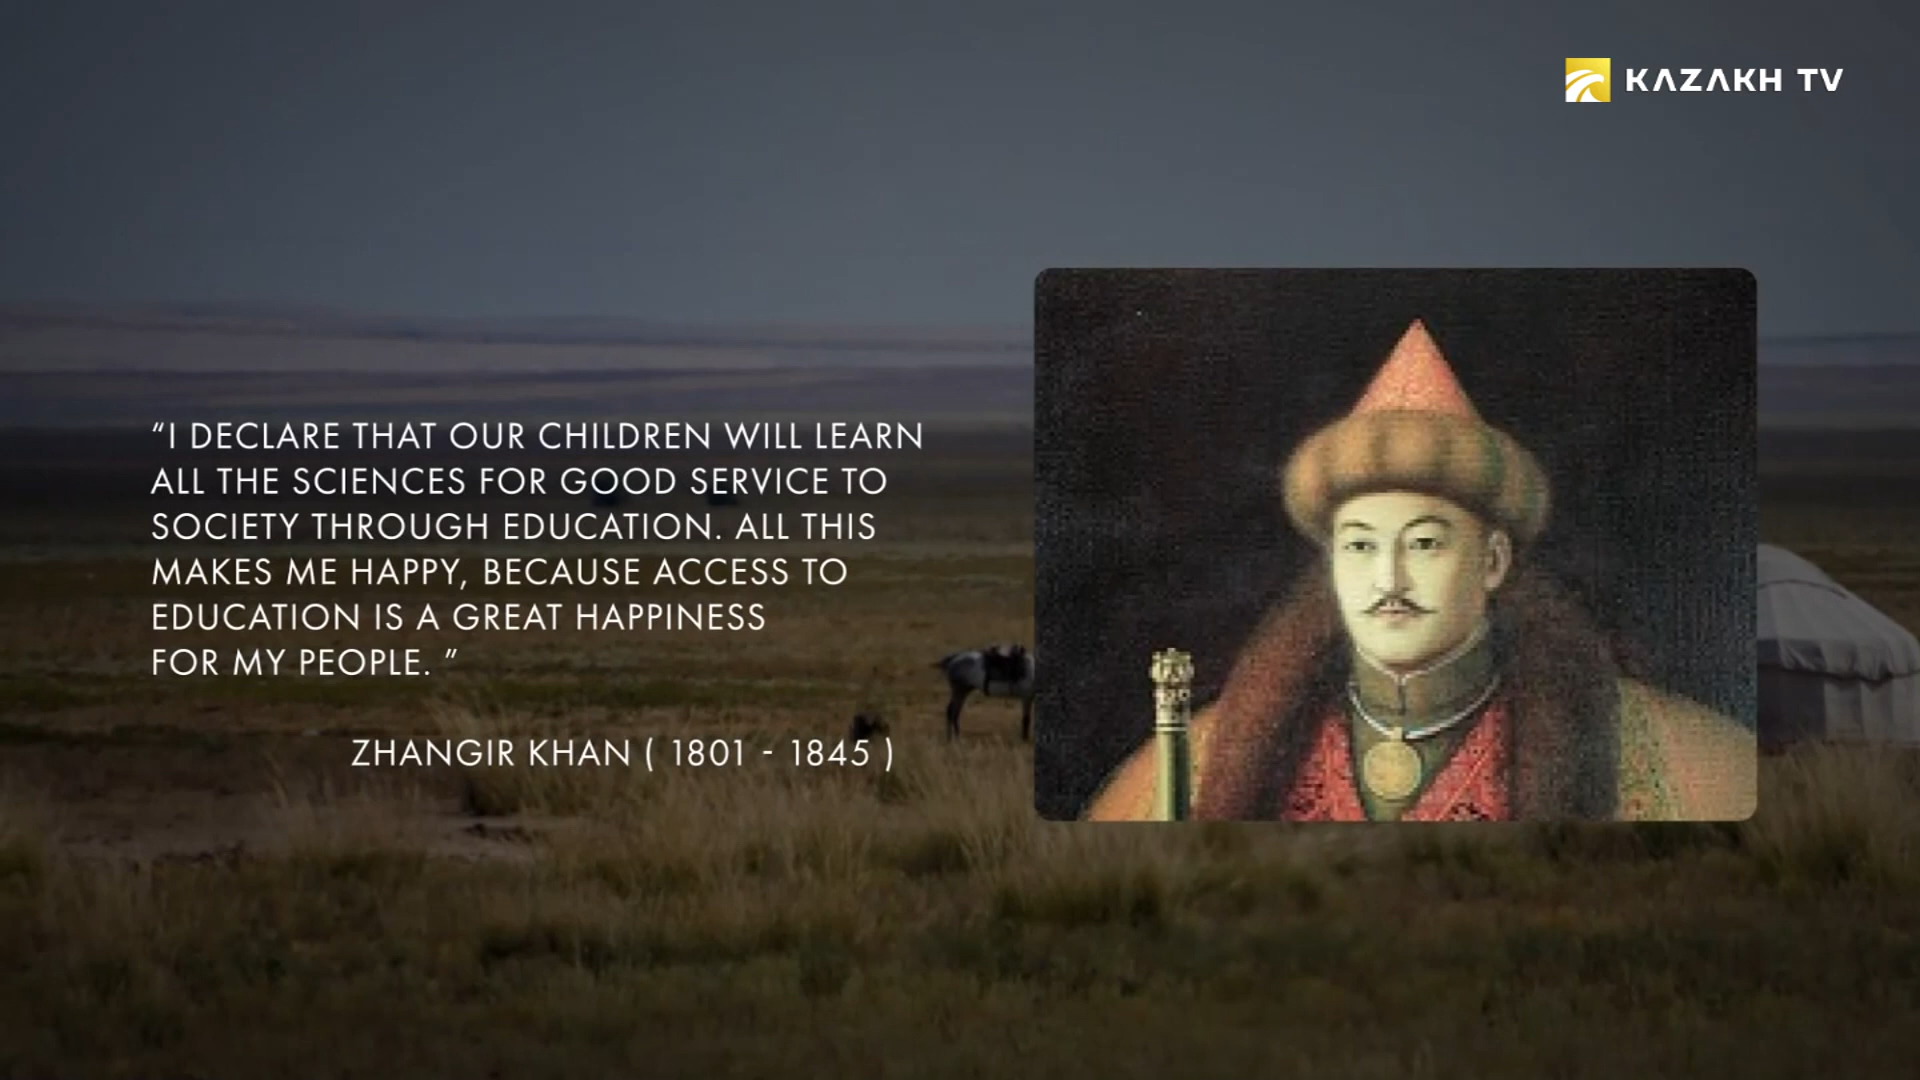 KAZAKH TV
“I DECLARE THAT OUR CHILDREN WILL LEARN
ALL THE SCIENCES FOR GOOD SERVICE TO
SOCIETY THROUGH EDUCATION. ALL THIS
MAKES ME HAPPY, BECAUSE ACCESS TO
EDUCATION IS A GREAT HAPPINESS
FOR MY PEOPLE. ”
ZHANGIR KHAN ( 1801 - 1845 )